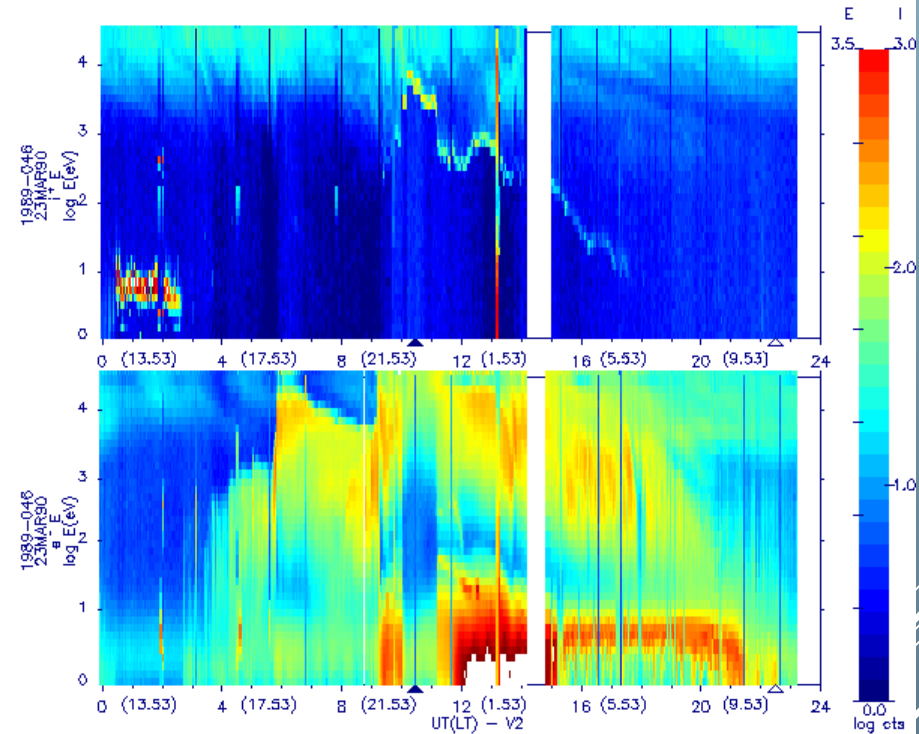 E I
3.5 3.0
2.0
1.0
0.0
log cts
1989-046
23MAR90
i+ E
log E(eV)
4
3
2
1
0
0 (13.53) 4 (17.53) 8 (21.53) 12 (1.53) 16 (5.53) 20 (9.53) 24
1989-046
23MAR90
e- E
log E(eV)
4
3
2
1
0
0 (13.53) 4 (17.53) 8 (21.53) 12 (1.53) 16 (5.53) 20 (9.53) 24
UT(LT) - V2